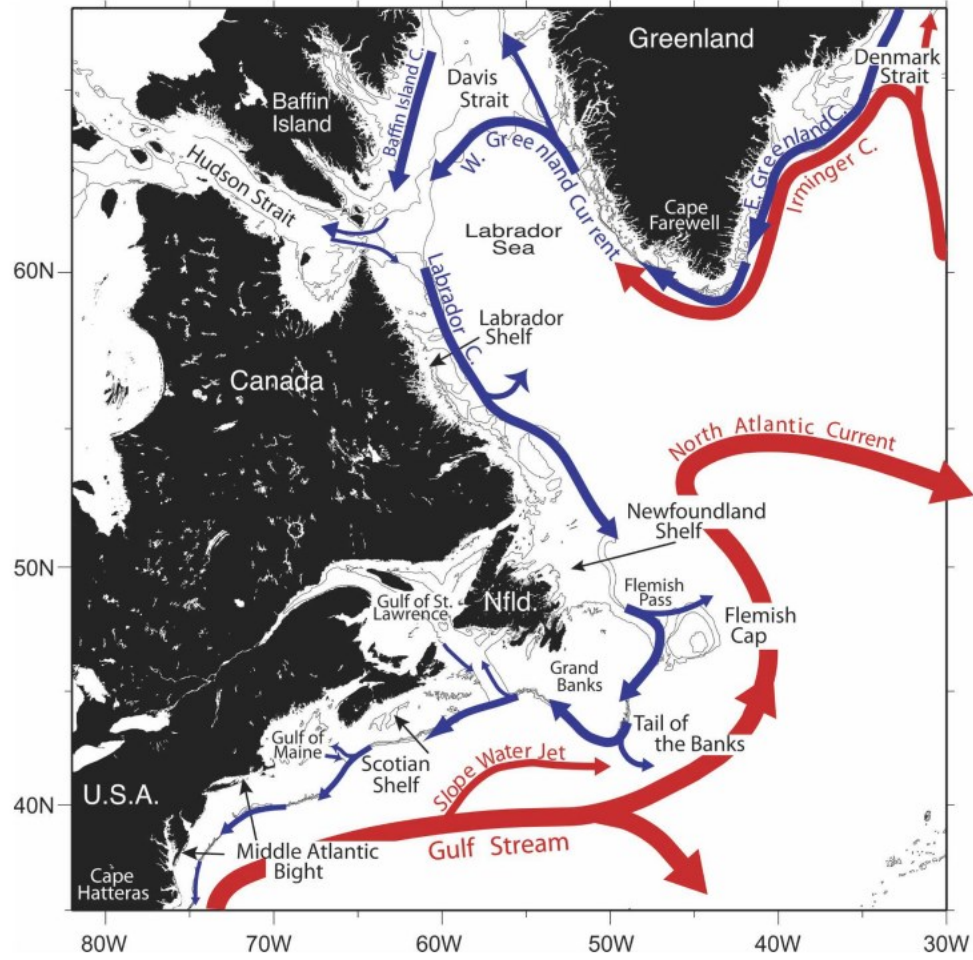 Greenland
Denmark
Strait
Baffin Island C.
Davis
Strait
Baffin
Island
W. Greenland Current
E. Greenland C.
Irminger C.
Hudson Strait
Cape
Farewell
Labrador
Sea
60N
Labrador C.
Labrador
Shelf
Canada
North Atlantic Current
Newfoundland
Shelf
50N
Gulf of St.
Lawrence
Nfld.
Flemish
Pass
Flemish
Cap
Grand
Banks
Tail of
the Banks
Gulf of
Maine
Scotian
Shelf
Slope Water Jet
U.S.A.
40N
Gulf Stream
Middle Atlantic
Bight
Cape
Hatteras
80W
70W
60W
50W
40W
30W